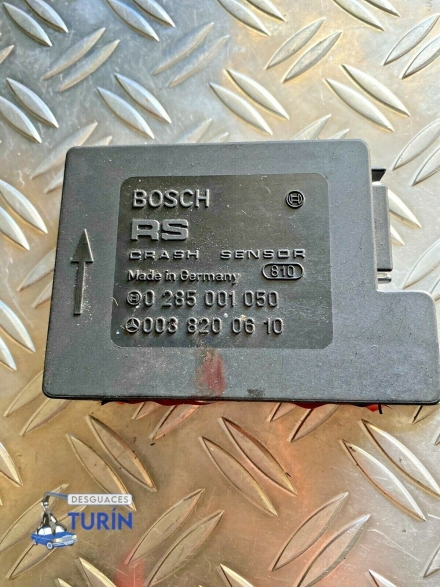 BOSCH
RS
CRASH SENSOR
Made in Germany 810
0 285 001 050
003 820 06 10
DESGUACES
TURÍN